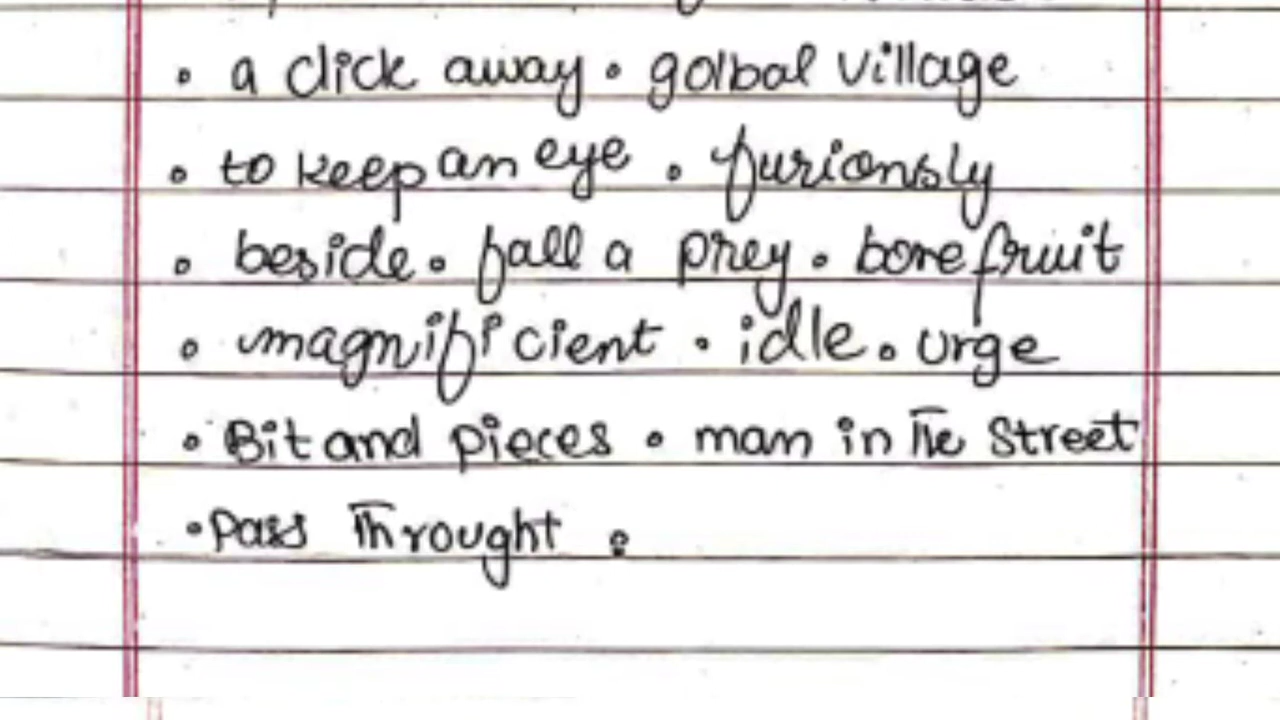 • a click away • golbal village
• to keep an eye • furiously
• beside • fall a prey • bore fruit
• magnificient • idle • urge
• Bit and pieces • man in The Street
• Pass Throught •